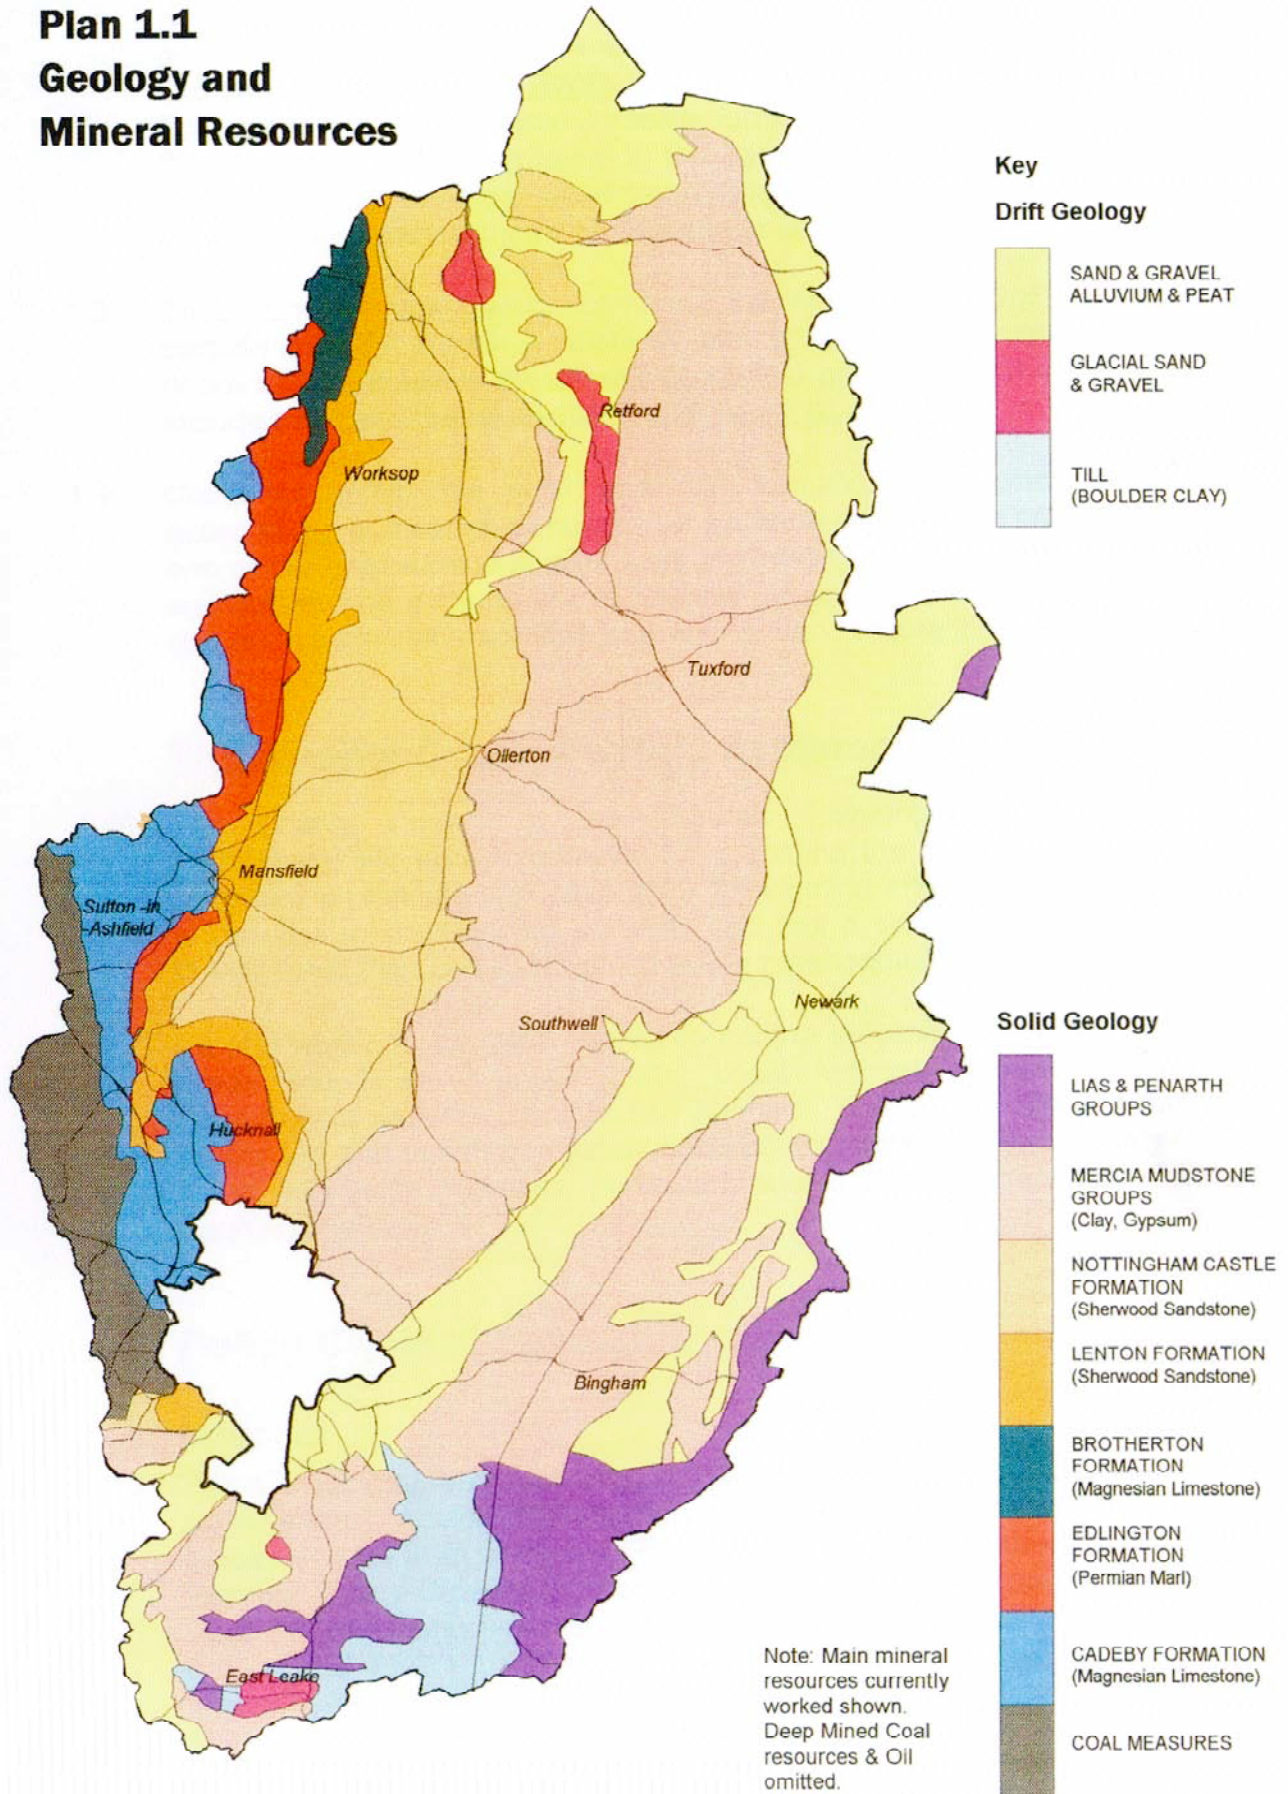 Plan 1.1
Geology and
Mineral Resources
Key
Drift Geology
SAND & GRAVEL
ALLUVIUM & PEAT
GLACIAL SAND
& GRAVEL
TILL
(BOULDER CLAY)
Retford
Worksop
Tuxford
Ollerton
Mansfield
Sutton -in
-Ashfield
Newark
Southwell
Hucknall
Bingham
East Leake
Solid Geology
LIAS & PENARTH
GROUPS
MERCIA MUDSTONE
GROUPS
(Clay, Gypsum)
NOTTINGHAM CASTLE
FORMATION
(Sherwood Sandstone)
LENTON FORMATION
(Sherwood Sandstone)
BROTHERTON
FORMATION
(Magnesian Limestone)
EDLINGTON
FORMATION
(Permian Marl)
CADEBY FORMATION
(Magnesian Limestone)
COAL MEASURES
Note: Main mineral
resources currently
worked shown.
Deep Mined Coal
resources & Oil
omitted.